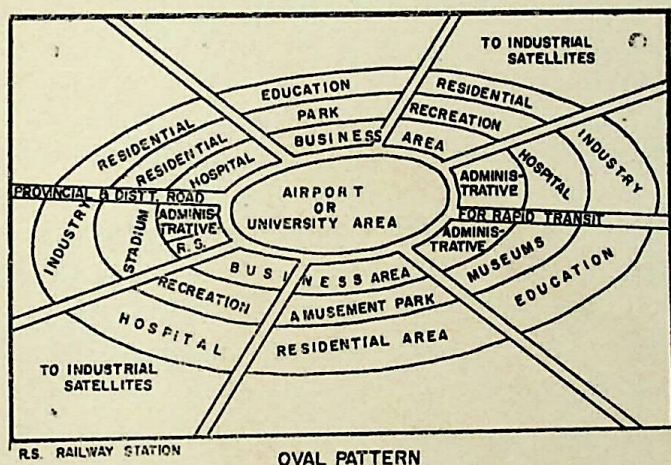 TO INDUSTRIAL
SATELLITES
EDUCATION
RESIDENTIAL
RESIDENTIAL
PARK
RECREATION
RESIDENTIAL
BUSINESS AREA
INDUSTRY
HOSPITAL
HOSPITAL
ADMINIS-
TRATIVE
AIRPORT
OR
UNIVERSITY AREA
PROVINCIAL & DISTT. ROAD
FOR RAPID TRANSIT
ADMINIS-
TRATIVE
R. S.
ADMINIS-
TRATIVE
INDUSTRY
STADIUM
MUSEUMS
EDUCATION
BUSINESS AREA
RECREATION
AMUSEMENT PARK
HOSPITAL
RESIDENTIAL AREA
TO INDUSTRIAL
SATELLITES
R.S. RAILWAY STATION
OVAL PATTERN